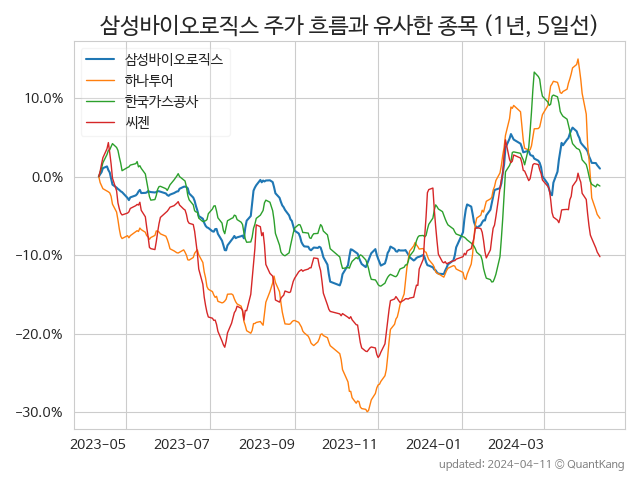 삼성바이오로직스 주가 흐름과 유사한 종목 (1년, 5일선)
삼성바이오로직스
하나투어
한국가스공사
씨젠
10.0%
0.0%
−10.0%
−20.0%
−30.0%
2023-05 2023-07 2023-09 2023-11 2024-01 2024-03
updated: 2024-04-11 © QuantKang